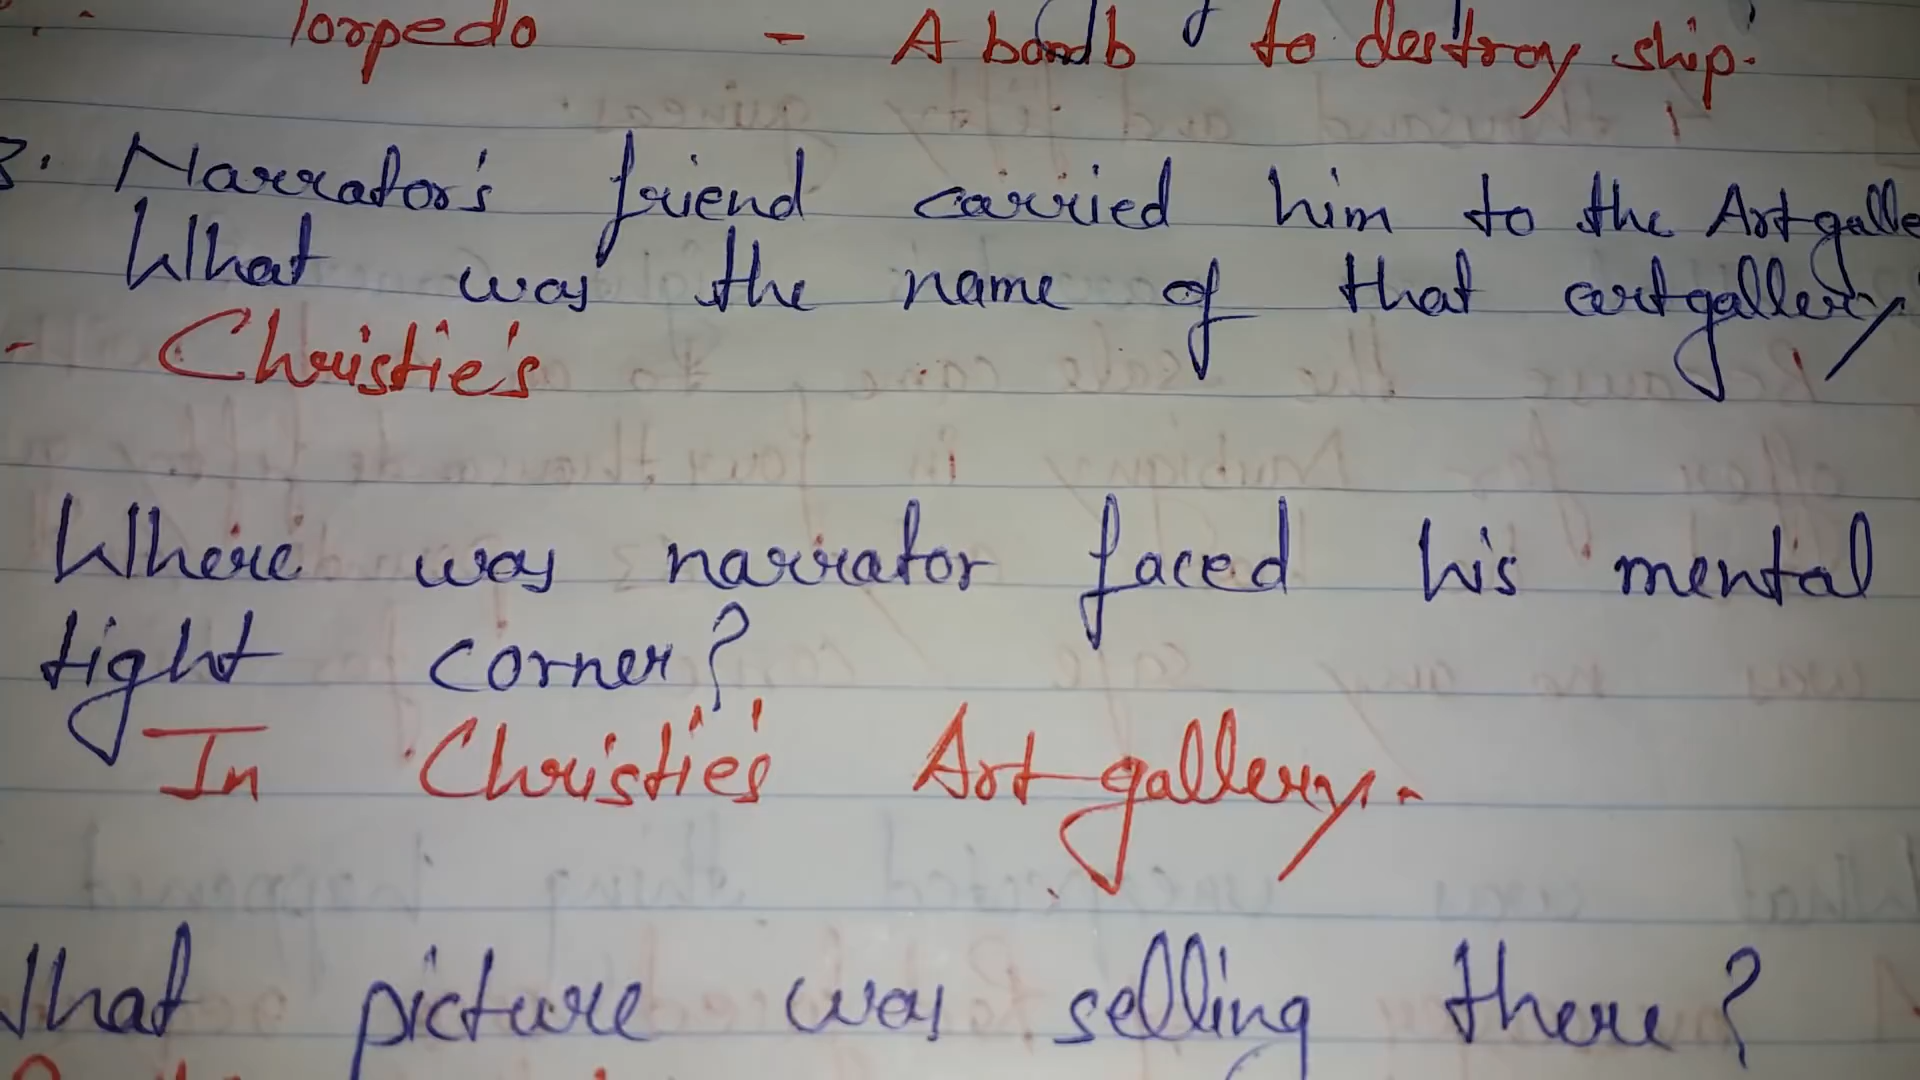 Torpedo - A bomb to destroy ship.
3. Narrator's friend carried him to the Art galle
What was the name of that art gallery
- Christie's
Where was narrator faced his mental
tight corner?
In Christie's Art gallery.
What picture was selling there?